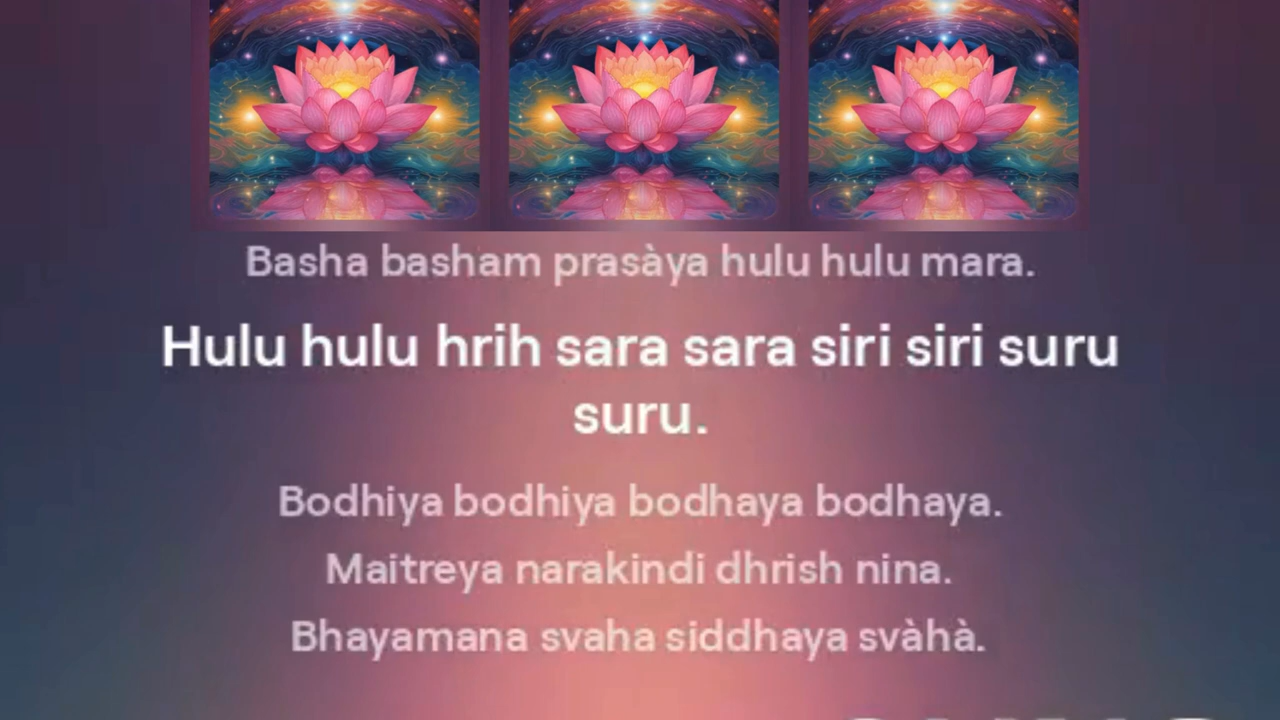 Basha basham prasàya hulu hulu mara.
Hulu hulu hrih sara sara siri siri suru
suru.
Bodhiya bodhiya bodhaya bodhaya.
Maitreya narakindi dhrish nina.
Bhayamana svaha siddhaya svàhà.